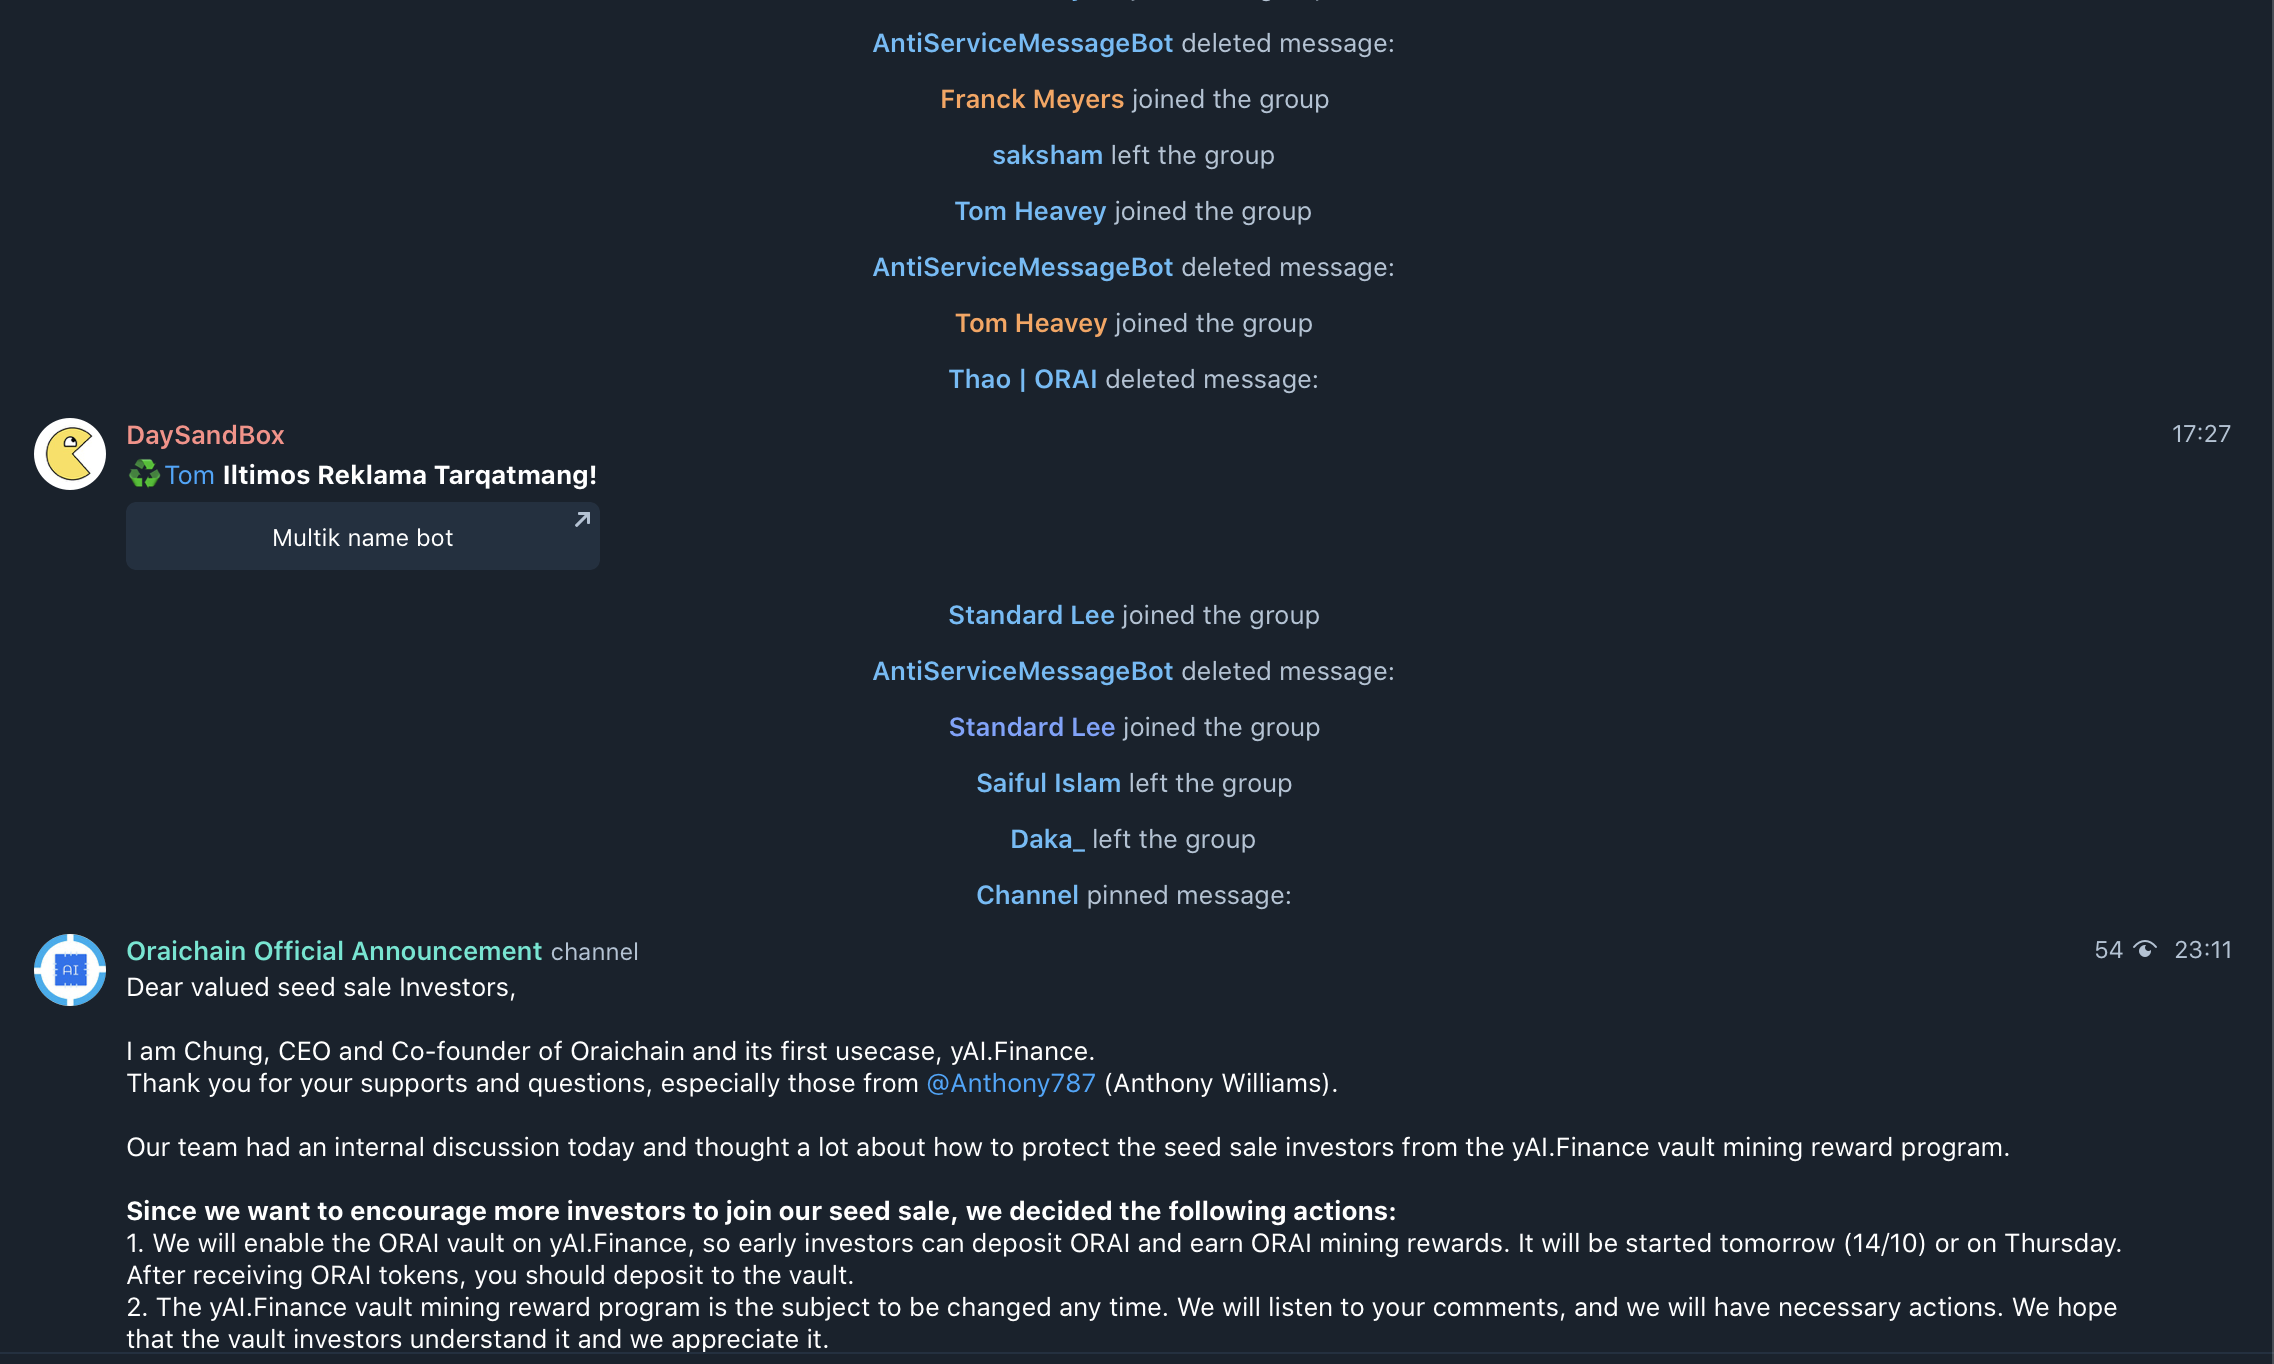 AntiServiceMessageBot deleted message:
Franck Meyers joined the group
saksham left the group
Tom Heavey joined the group
AntiServiceMessageBot deleted message:
Tom Heavey joined the group
Thao | ORAI deleted message:
DaySandBox 17:27
♻️Tom Iltimos Reklama Tarqatmang!
Multik name bot
Standard Lee joined the group
AntiServiceMessageBot deleted message:
Standard Lee joined the group
Saiful Islam left the group
Daka_ left the group
Channel pinned message:
Oraichain Official Announcement channel 54 23:11
AI
Dear valued seed sale Investors,
I am Chung, CEO and Co-founder of Oraichain and its first usecase, yAI.Finance.
Thank you for your supports and questions, especially those from @Anthony787 (Anthony Williams).
Our team had an internal discussion today and thought a lot about how to protect the seed sale investors from the yAI.Finance vault mining reward program.
Since we want to encourage more investors to join our seed sale, we decided the following actions:
1. We will enable the ORAI vault on yAI.Finance, so early investors can deposit ORAI and earn ORAI mining rewards. It will be started tomorrow (14/10) or on Thursday.
After receiving ORAI tokens, you should deposit to the vault.
2. The yAI.Finance vault mining reward program is the subject to be changed any time. We will listen to your comments, and we will have necessary actions. We hope
that the vault investors understand it and we appreciate it.